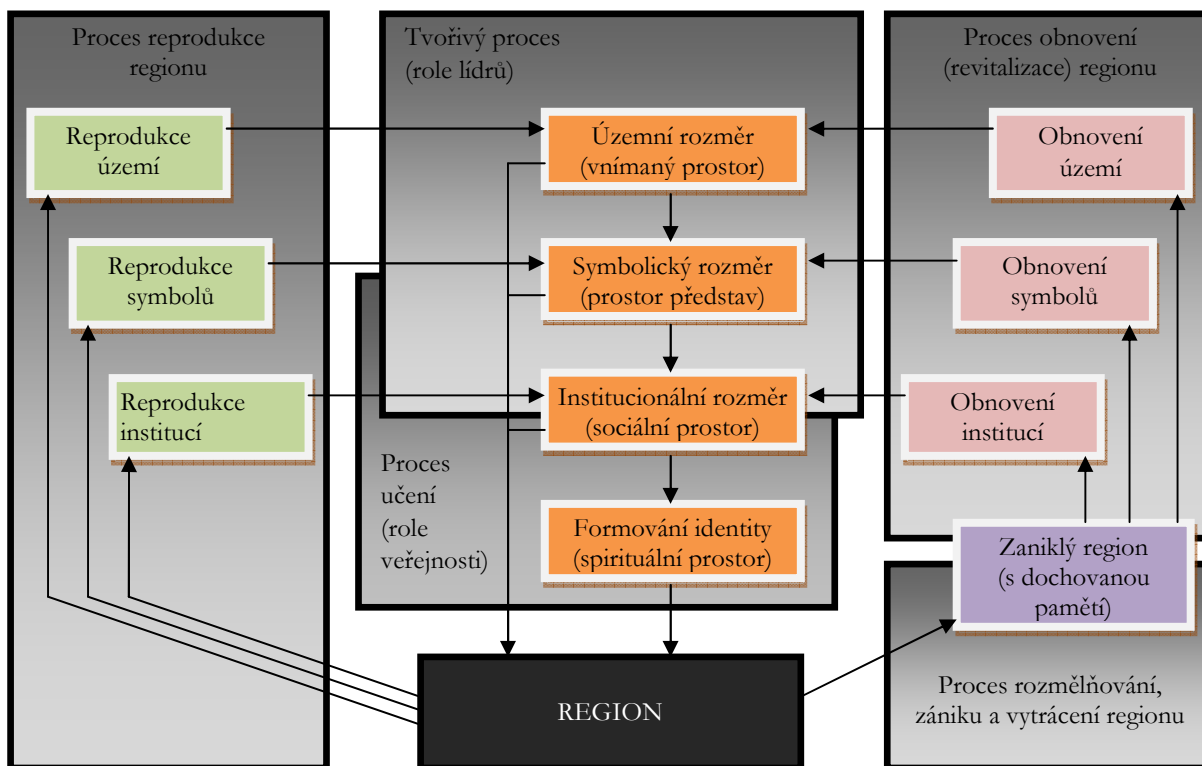 Proces reprodukce
regionu
Reprodukce
území
Reprodukce
symbolů
Reprodukce
institucí
Tvořivý proces
(role lídrů)
Územní rozměr
(vnímaný prostor)
Symbolický rozměr
(prostor představ)
Institucionální rozměr
(sociální prostor)
Proces
učení
(role
veřejnosti)
Formování identity
(spirituální prostor)
REGION
Proces obnovení
(revitalizace) regionu
Obnovení
území
Obnovení
symbolů
Obnovení
institucí
Zaniklý region
(s dochovanou
pamětí)
Proces rozmělňování,
zániku a vytrácení regionu